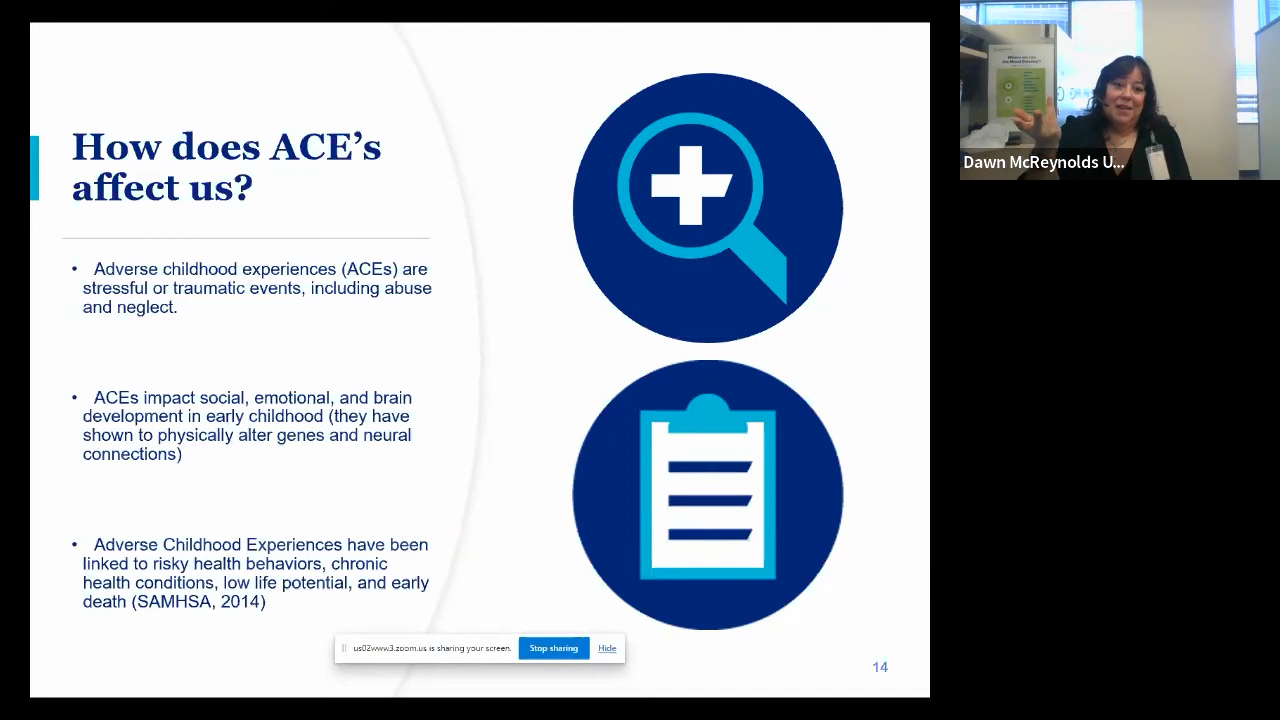 How does ACE's
affect us?
• Adverse childhood experiences (ACEs) are
stressful or traumatic events, including abuse
and neglect.
• ACEs impact social, emotional, and brain
development in early childhood (they have
shown to physically alter genes and neural
connections)
• Adverse Childhood Experiences have been
linked to risky health behaviors, chronic
health conditions, low life potential, and early
death (SAMHSA, 2014)
us02www.3.zoom.us is sharing your screen.
Stop sharing
Hide
14
Dawn McReynolds U...